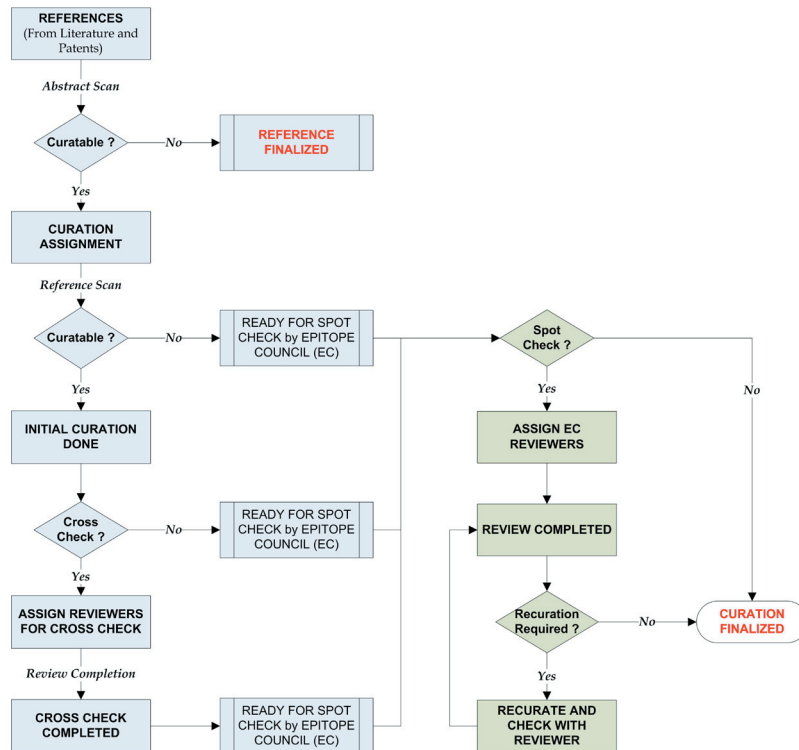 REFERENCES
(From Literature and
Patents)
Abstract Scan
Curatable ?
No
REFERENCE
FINALIZED
Yes
CURATION
ASSIGNMENT
Reference Scan
Curatable ?
No
READY FOR SPOT
CHECK by EPITOPE
COUNCIL (EC)
Spot
Check ?
No
Yes
Yes
INITIAL CURATION
DONE
ASSIGN EC
REVIEWERS
Cross
Check ?
No
READY FOR SPOT
CHECK by EPITOPE
COUNCIL (EC)
REVIEW COMPLETED
Yes
ASSIGN REVIEWERS
FOR CROSS CHECK
Recuration
Required ?
No
CURATION
FINALIZED
Review Completion
Yes
CROSS CHECK
COMPLETED
READY FOR SPOT
CHECK by EPITOPE
COUNCIL (EC)
RECURATE AND
CHECK WITH
REVIEWER